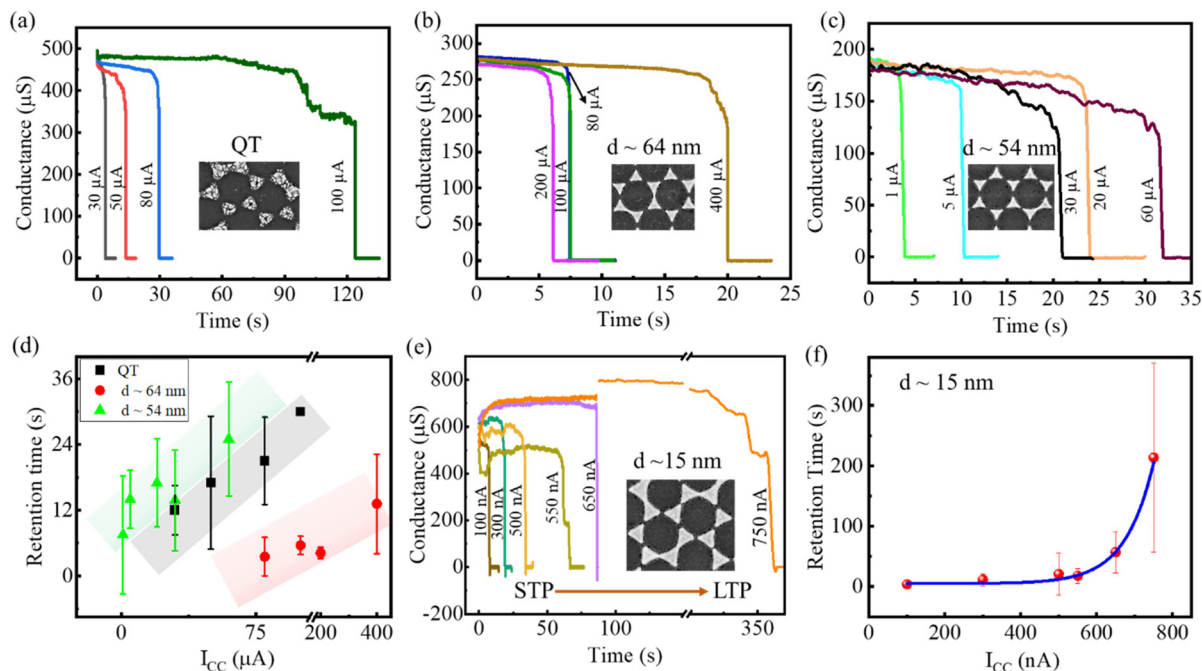 (a)
500
400
300
200
100
0
Conductance (µS)
30 µA
50 µA
80 µA
QT
100 µA
0
30
60
90
120
Time (s)
(b)
300
250
200
150
100
50
0
Conductance (µS)
80 µA
d ~ 64 nm
200 µA
100 µA
400 µA
0
5
10
15
20
25
Time (s)
(c)
200
150
100
50
0
Conductance (µS)
1 µA
5 µA
d ~ 54 nm
30 µA
20 µA
60 µA
0
5
10
15
20
25
30
35
Time (s)
(d)
36
24
12
0
Retention time (s)
QT
d ~ 64 nm
d ~ 54 nm
0
75
200
400
I_CC (µA)
(e)
800
600
400
200
0
-200
Conductance (µS)
100 nA
300 nA
500 nA
550 nA
650 nA
d ~15 nm
750 nA
STP
LTP
0
50
100
350
Time (s)
(f)
d ~ 15 nm
300
200
100
0
Retention Time (s)
0
200
400
600
800
I_CC (nA)